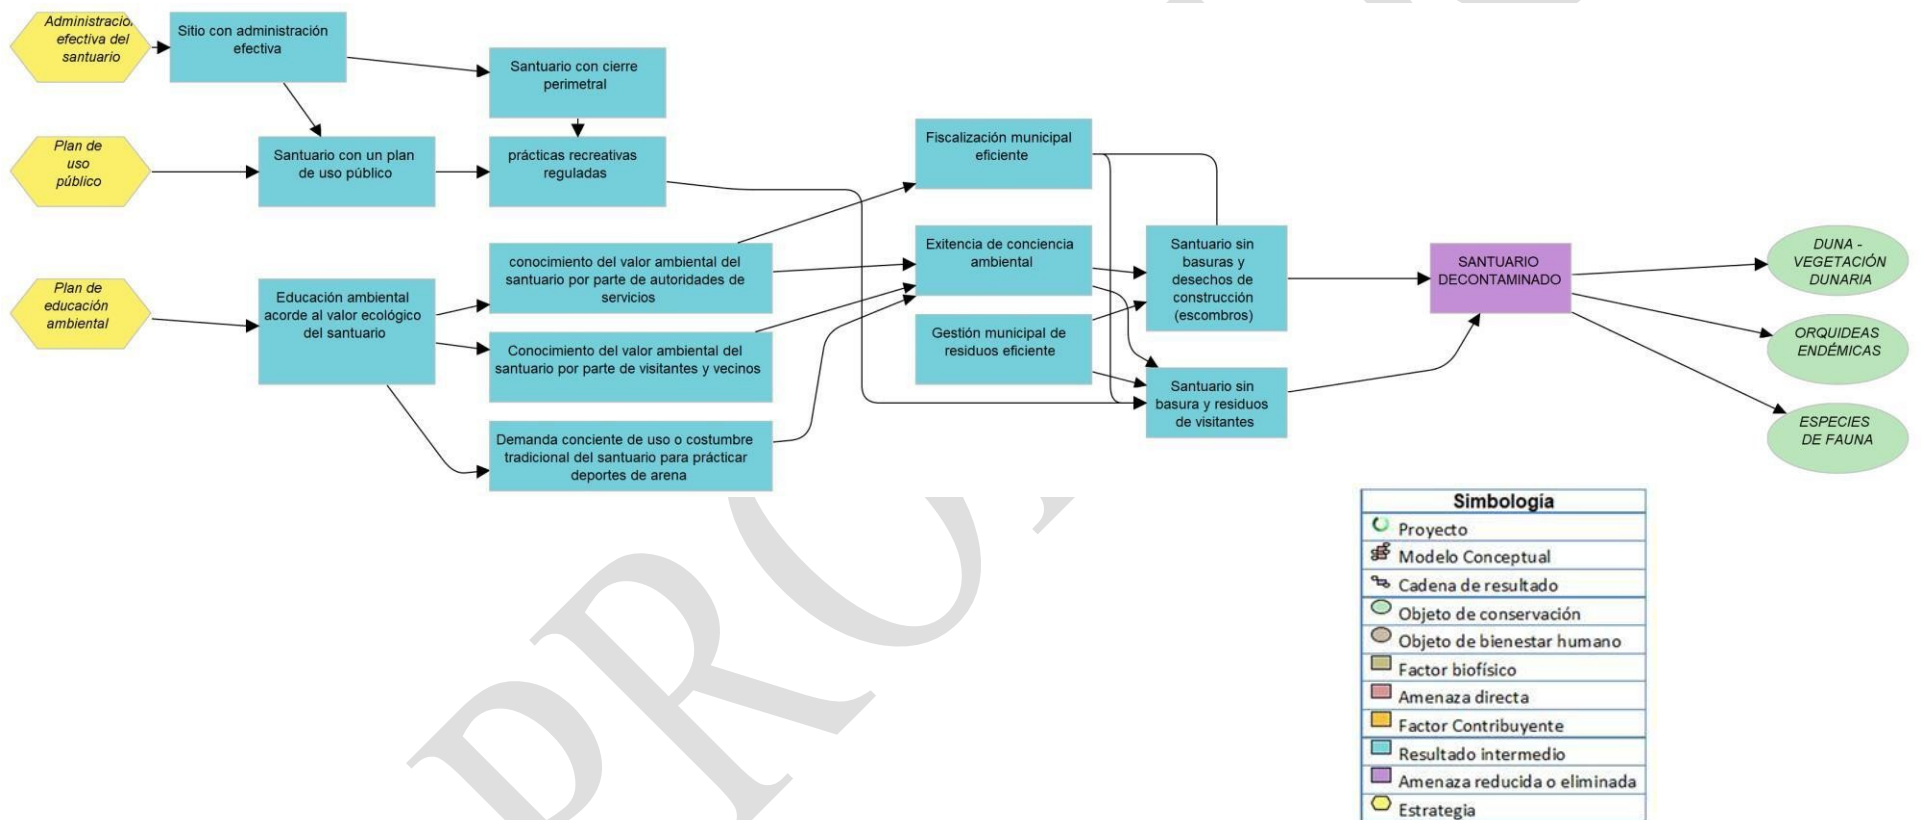 Administracion
efectiva del
santuario
Sitio con administración
efectiva
Santuario con cierre
perimetral
Plan de
uso
público
Santuario con un plan
de uso público
prácticas recreativas
reguladas
Fiscalización municipal
eficiente
Plan de
educación
ambiental
Educación ambiental
acorde al valor ecológico
del santuario
conocimiento del valor ambiental del
santuario por parte de autoridades de
servicios
Conocimiento del valor ambiental del
santuario por parte de visitantes y vecinos
Demanda conciente de uso o costumbre
tradicional del santuario para prácticar
deportes de arena
Exitencia de conciencia
ambiental
Gestión municipal de
residuos eficiente
Santuario sin
basuras y
desechos de
construcción
(escombros)
Santuario sin
basura y residuos
de visitantes
SANTUARIO
DECONTAMINADO
DUNA -
VEGETACIÓN
DUNARIA
ORQUIDEAS
ENDÉMICAS
ESPECIES
DE FAUNA
Simbología
Proyecto
Modelo Conceptual
Cadena de resultado
Objeto de conservación
Objeto de bienestar humano
Factor biofísico
Amenaza directa
Factor Contribuyente
Resultado intermedio
Amenaza reducida o eliminada
Estrategia